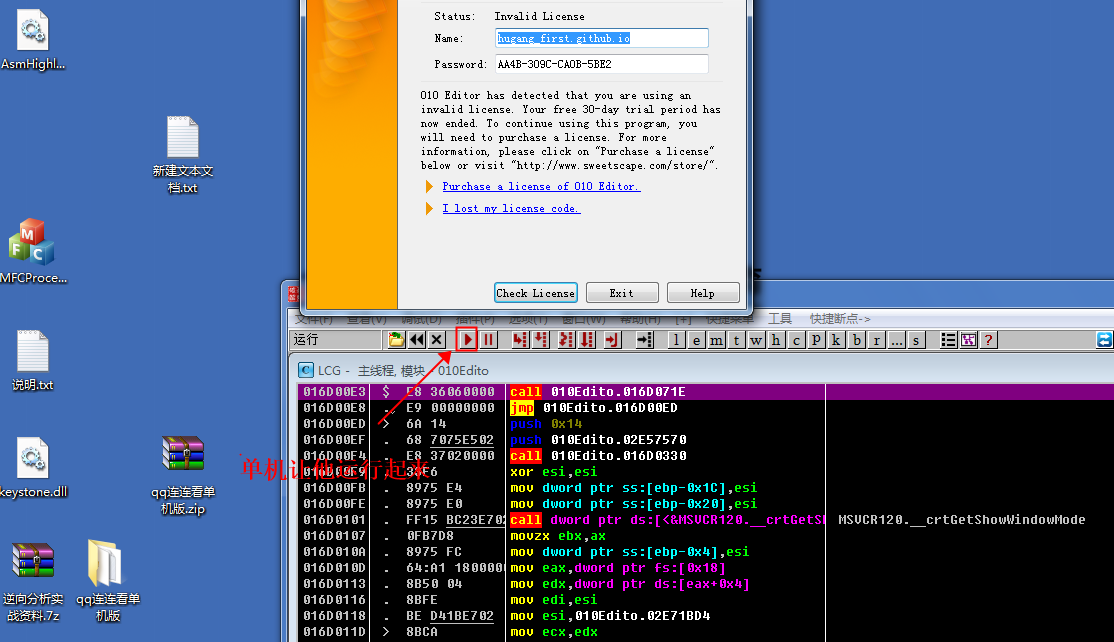 Status: Invalid License
Name: hugang_first.github.io
Password: AA4B-309C-CA0B-5BE2
010 Editor has detected that you are using an
invalid license. Your free 30-day trial period has
now ended. To continue using this program, you
will need to purchase a license. For more
information, please click on "Purchase a license"
below or visit "http://www.sweetscape.com/store/".
Purchase a license of 010 Editor.
I lost my license code.
Check License Exit Help
AsmHighl...
新建文本文
档.txt
MFCProce...
说明.txt
keystone.dll
qq连连看单
机版.zip
逆向分析实
战资料.7z
qq连连看单
机版
文件(F) 查看(V) 调试(D) 插件(P) 选项(T) 窗口(W) 帮助(H) [+] 快捷菜单 工具 快捷断点->
运行 l e m t w h c p k b r ... s ?
C LCG - 主线程, 模块 - 010Edito
单机让他运行起来
016D00E3 $ E8 36060000 call 010Edito.016D071E
016D00E8 . E9 00000000 jmp 010Edito.016D00ED
016D00ED > 6A 14 push 0x14
016D00EF . 68 7075E502 push 010Edito.02E57570
016D00F4 . E8 37020000 call 010Edito.016D0330
016D00F9 . 33F6 xor esi,esi
016D00FB . 8975 E4 mov dword ptr ss:[ebp-0x1C],esi
016D00FE . 8975 E0 mov dword ptr ss:[ebp-0x20],esi
016D0101 . FF15 BC23E702 call dword ptr ds:[<&MSVCR120.__crtGetSh MSVCR120.__crtGetShowWindowMode
016D0107 . 0FB7D8 movzx ebx,ax
016D010A . 8975 FC mov dword ptr ss:[ebp-0x4],esi
016D010D . 64:A1 1800000 mov eax,dword ptr fs:[0x18]
016D0113 . 8B50 04 mov edx,dword ptr ds:[eax+0x4]
016D0116 . 8BFE mov edi,esi
016D0118 . BE D41BE702 mov esi,010Edito.02E71BD4
016D011D > 8BCA mov ecx,edx